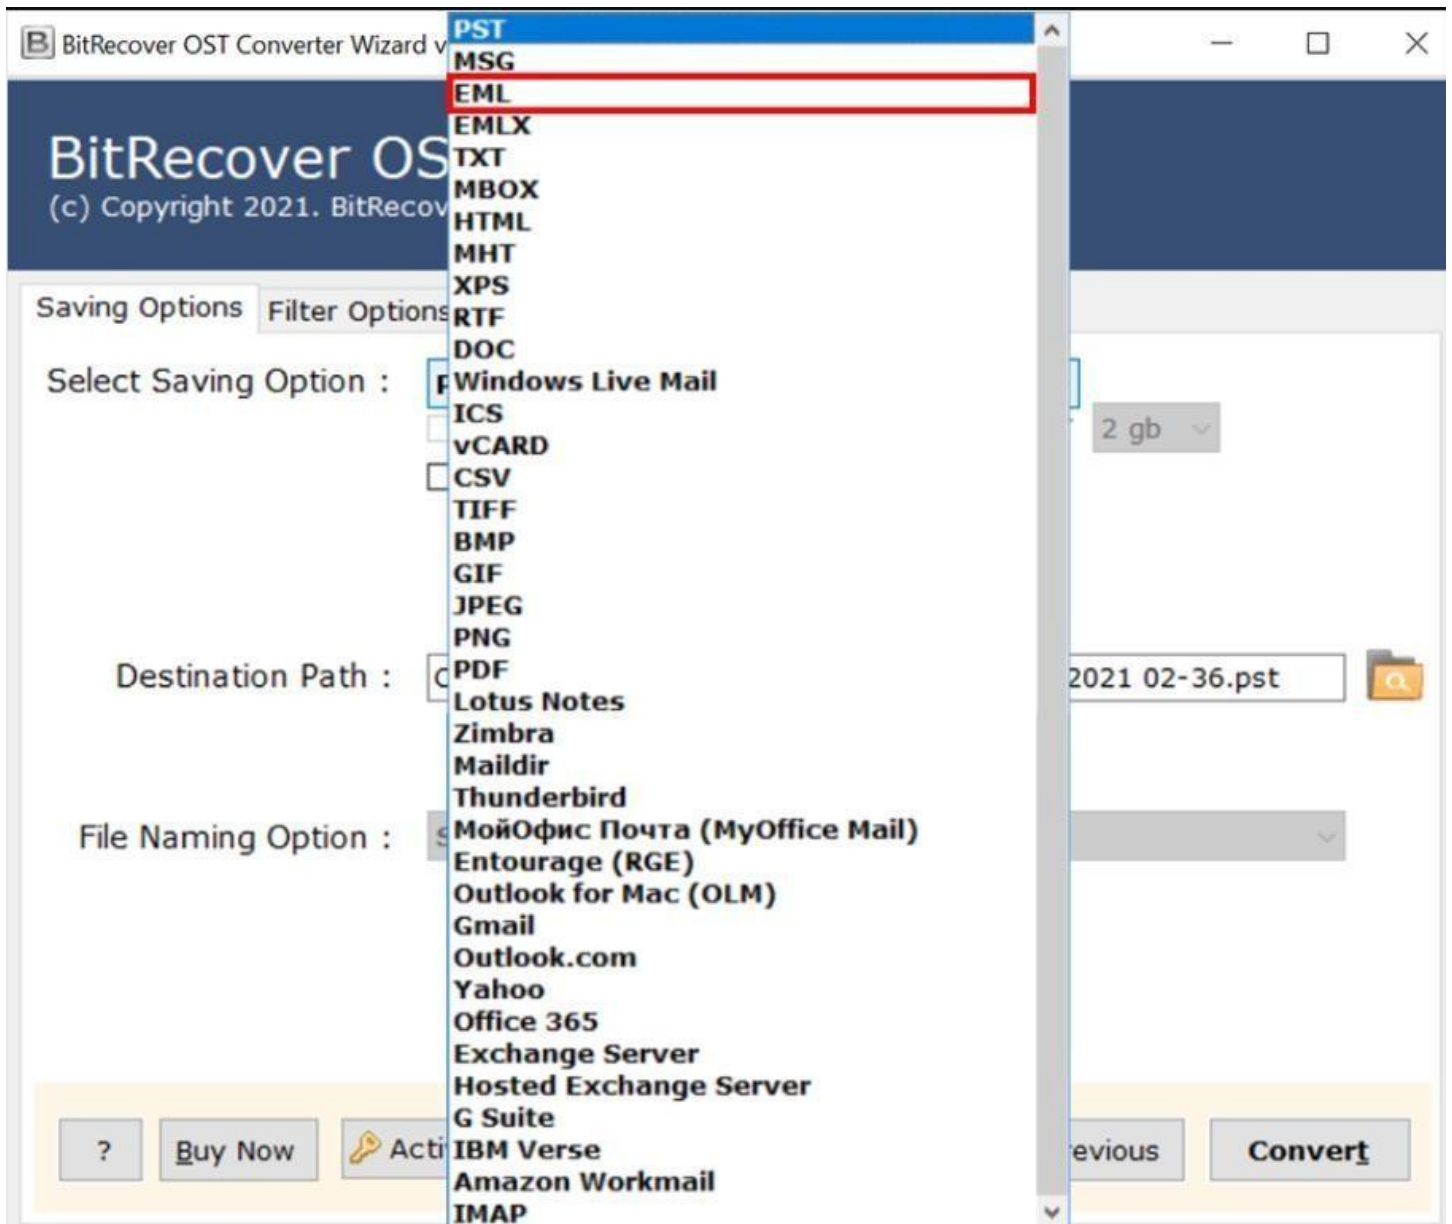 BitRecover OST Converter Wizard v
BitRecover OS
(c) Copyright 2021. BitRecov
Saving Options
Filter Options
Select Saving Option :
2 gb
Destination Path :
2021 02-36.pst
File Naming Option :
PST
MSG
EML
EMLX
TXT
MBOX
HTML
MHT
XPS
RTF
DOC
Windows Live Mail
ICS
vCARD
CSV
TIFF
BMP
GIF
JPEG
PNG
PDF
Lotus Notes
Zimbra
Maildir
Thunderbird
МойОфис Почта (MyOffice Mail)
Entourage (RGE)
Outlook for Mac (OLM)
Gmail
Outlook.com
Yahoo
Office 365
Exchange Server
Hosted Exchange Server
G Suite
IBM Verse
Amazon Workmail
IMAP
?
Buy Now
Acti
evious
Convert